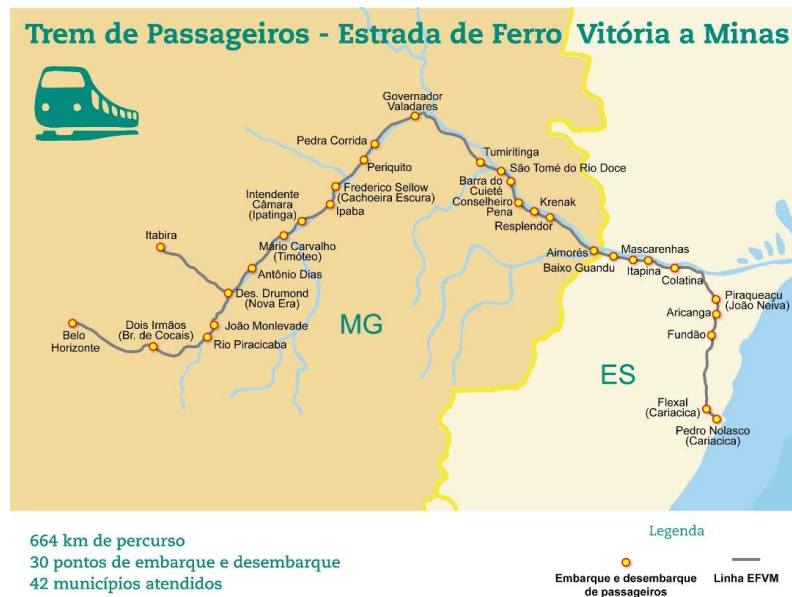 Trem de Passageiros - Estrada de Ferro Vitória a Minas
Governador
Valadares
Pedra Corrida
Periquito
Tumiritinga
São Tomé do Rio Doce
Barra do
Cuieté
Conselheiro
Pena
Krenak
Resplendor
Frederico Sellow
(Cachoeira Escura)
Intendente
Câmara
(Ipatinga)
Ipaba
Itabira
Mário Carvalho
(Timóteo)
Antônio Dias
Aimorés
Mascarenhas
Baixo Guandu
Itapina
Colatina
Des. Drumond
(Nova Era)
Piraqueaçu
(João Neiva)
Aricanga
Fundão
MG
João Monlevade
Rio Piracicaba
Dois Irmãos
(Br. de Cocais)
Belo
Horizonte
ES
Flexal
(Cariacica)
Pedro Nolasco
(Cariacica)
664 km de percurso
30 pontos de embarque e desembarque
42 municípios atendidos
Legenda
Embarque e desembarque
de passageiros
Linha EFVM